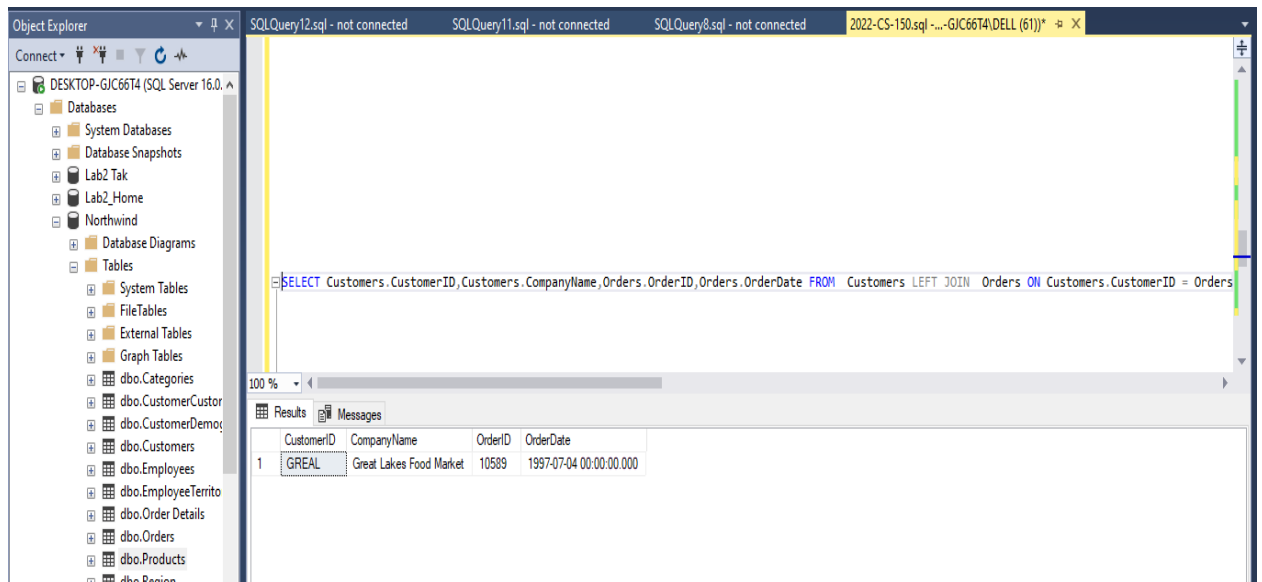 Object Explorer
Connect
DESKTOP-GJC66T4 (SQL Server 16.0.
Databases
System Databases
Database Snapshots
Lab2 Tak
Lab2_Home
Northwind
Database Diagrams
Tables
System Tables
FileTables
External Tables
Graph Tables
dbo.Categories
dbo.CustomerCustor
dbo.CustomerDemog
dbo.Customers
dbo.Employees
dbo.EmployeeTerrito
dbo.Order Details
dbo.Orders
dbo.Products
dbo.Region
SQLQuery12.sql - not connected SQLQuery11.sql - not connected SQLQuery8.sql - not connected 2022-CS-150.sql -...-GJC66T4\DELL (61))*
SELECT Customers.CustomerID,Customers.CompanyName,Orders.OrderID,Orders.OrderDate FROM Customers LEFT JOIN Orders ON Customers.CustomerID = Orders
100 %
Results Messages
CustomerID CompanyName OrderID OrderDate
1 GREAL Great Lakes Food Market 10589 1997-07-04 00:00:00.000